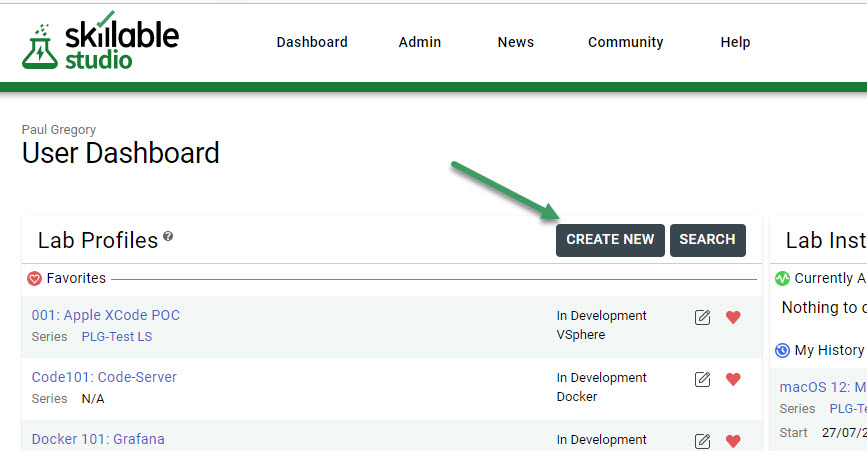 skillable
studio
Dashboard
Admin
News
Community
Help
Paul Gregory
User Dashboard
Lab Profiles ?
CREATE NEW
SEARCH
Favorites
001: Apple XCode POC
Series PLG-Test LS
In Development
VSphere
Code101: Code-Server
Series N/A
In Development
Docker
Docker 101: Grafana
In Development
Lab Inst
Currently A
Nothing to
My History
macOS 12: M
Series PLG-Te
Start 27/07/2